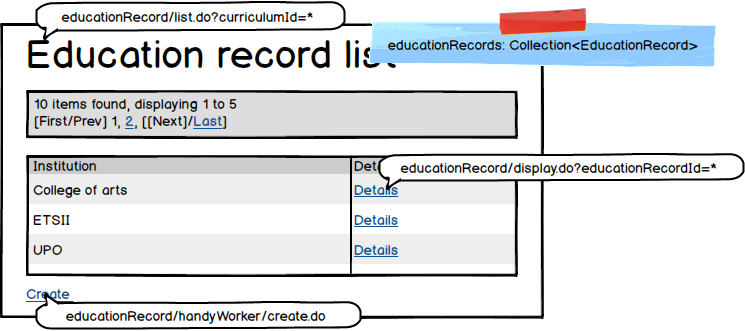 educationRecord/list.do?curriculumId=*
Education record list
educationRecords: Collection<EducationRecord>
10 items found, displaying 1 to 5
[First/Prev] 1, 2, [[Next]/Last]
Institution Det
educationRecord/display.do?educationRecordId=*
College of arts Details
ETSII Details
UPO Details
Create
educationRecord/handyWorker/create.do